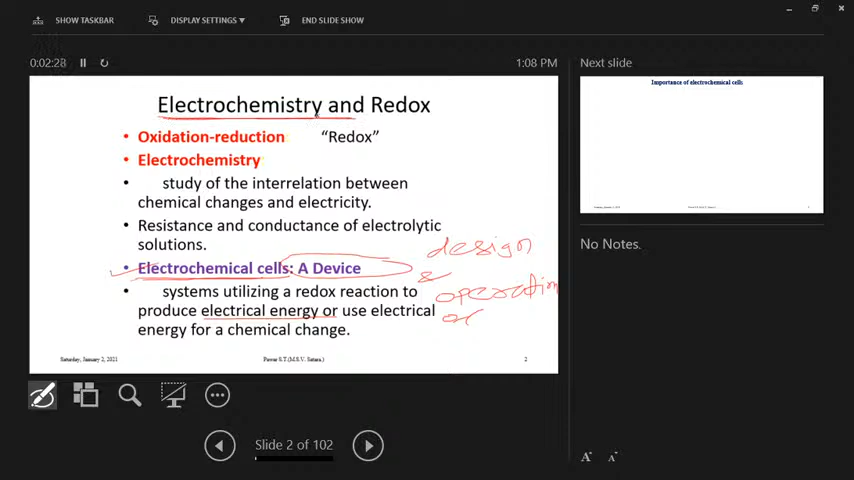 SHOW TASKBAR
DISPLAY SETTINGS ▼
END SLIDE SHOW
0:02:28
1:08 PM
Electrochemistry and Redox
• Oxidation-reduction “Redox”
• Electrochemistry
• study of the interrelation between
chemical changes and electricity.
• Resistance and conductance of electrolytic
solutions.
• Electrochemical cells: A Device
• systems utilizing a redox reaction to
produce electrical energy or use electrical
energy for a chemical change.
design
&
operation
or
Saturday, January 2, 2021
Pawar S.T.(M.S.V. Satara.)
2
Slide 2 of 102
Next slide
Importance of electrochemical cells
No Notes.
A A